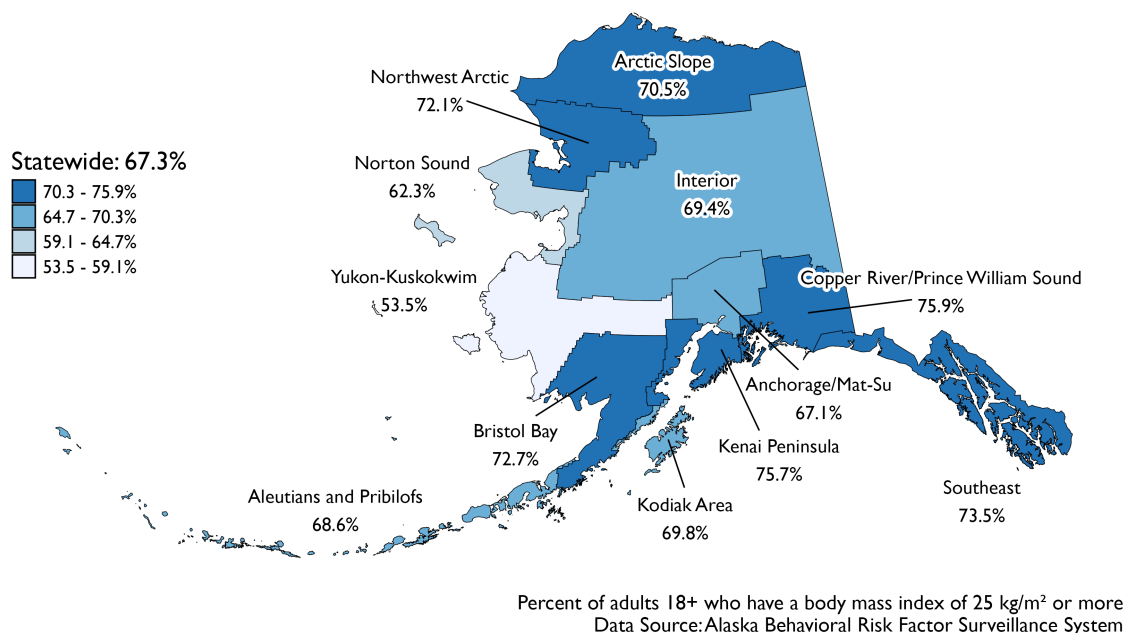 Arctic Slope
70.5%
Northwest Arctic
72.1%
Statewide: 67.3%
70.3 - 75.9%
64.7 - 70.3%
59.1 - 64.7%
53.5 - 59.1%
Norton Sound
62.3%
Interior
69.4%
Yukon-Kuskokwim
53.5%
Copper River/Prince William Sound
75.9%
Anchorage/Mat-Su
67.1%
Bristol Bay
72.7%
Kenai Peninsula
75.7%
Aleutians and Pribilofs
68.6%
Kodiak Area
69.8%
Southeast
73.5%
Percent of adults 18+ who have a body mass index of 25 kg/m² or more
Data Source: Alaska Behavioral Risk Factor Surveillance System